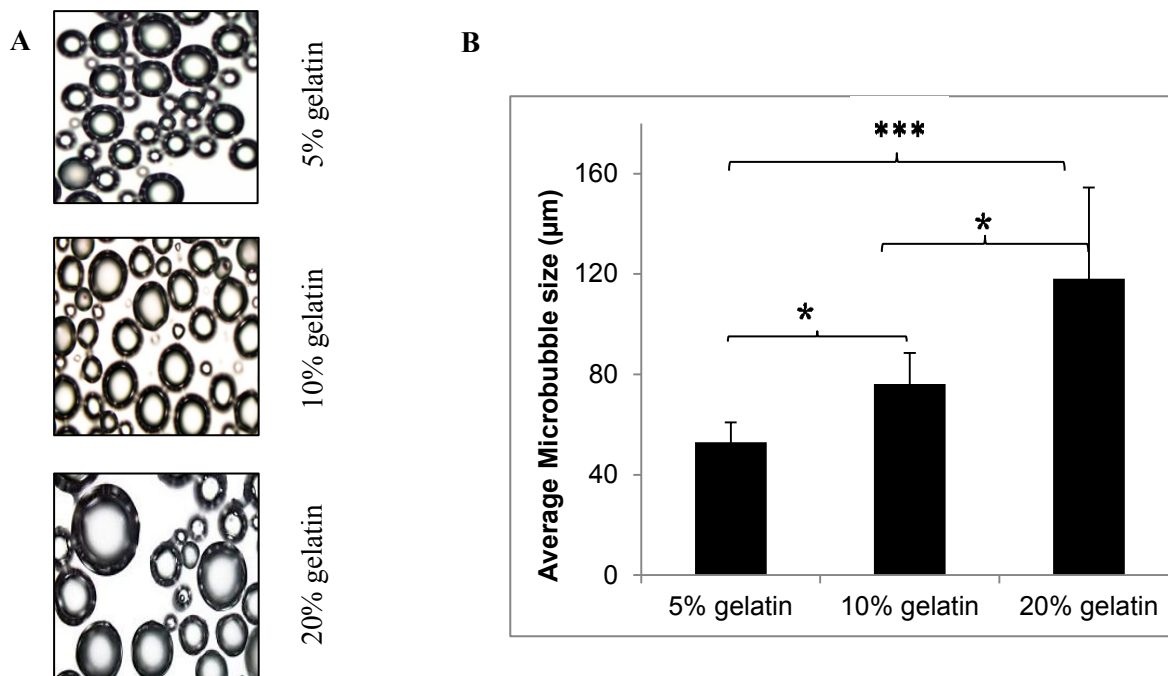 A
5% gelatin
10% gelatin
20% gelatin
B
Average Microbubble size (µm)
160
120
80
40
0
***
*
*
5% gelatin 10% gelatin 20% gelatin